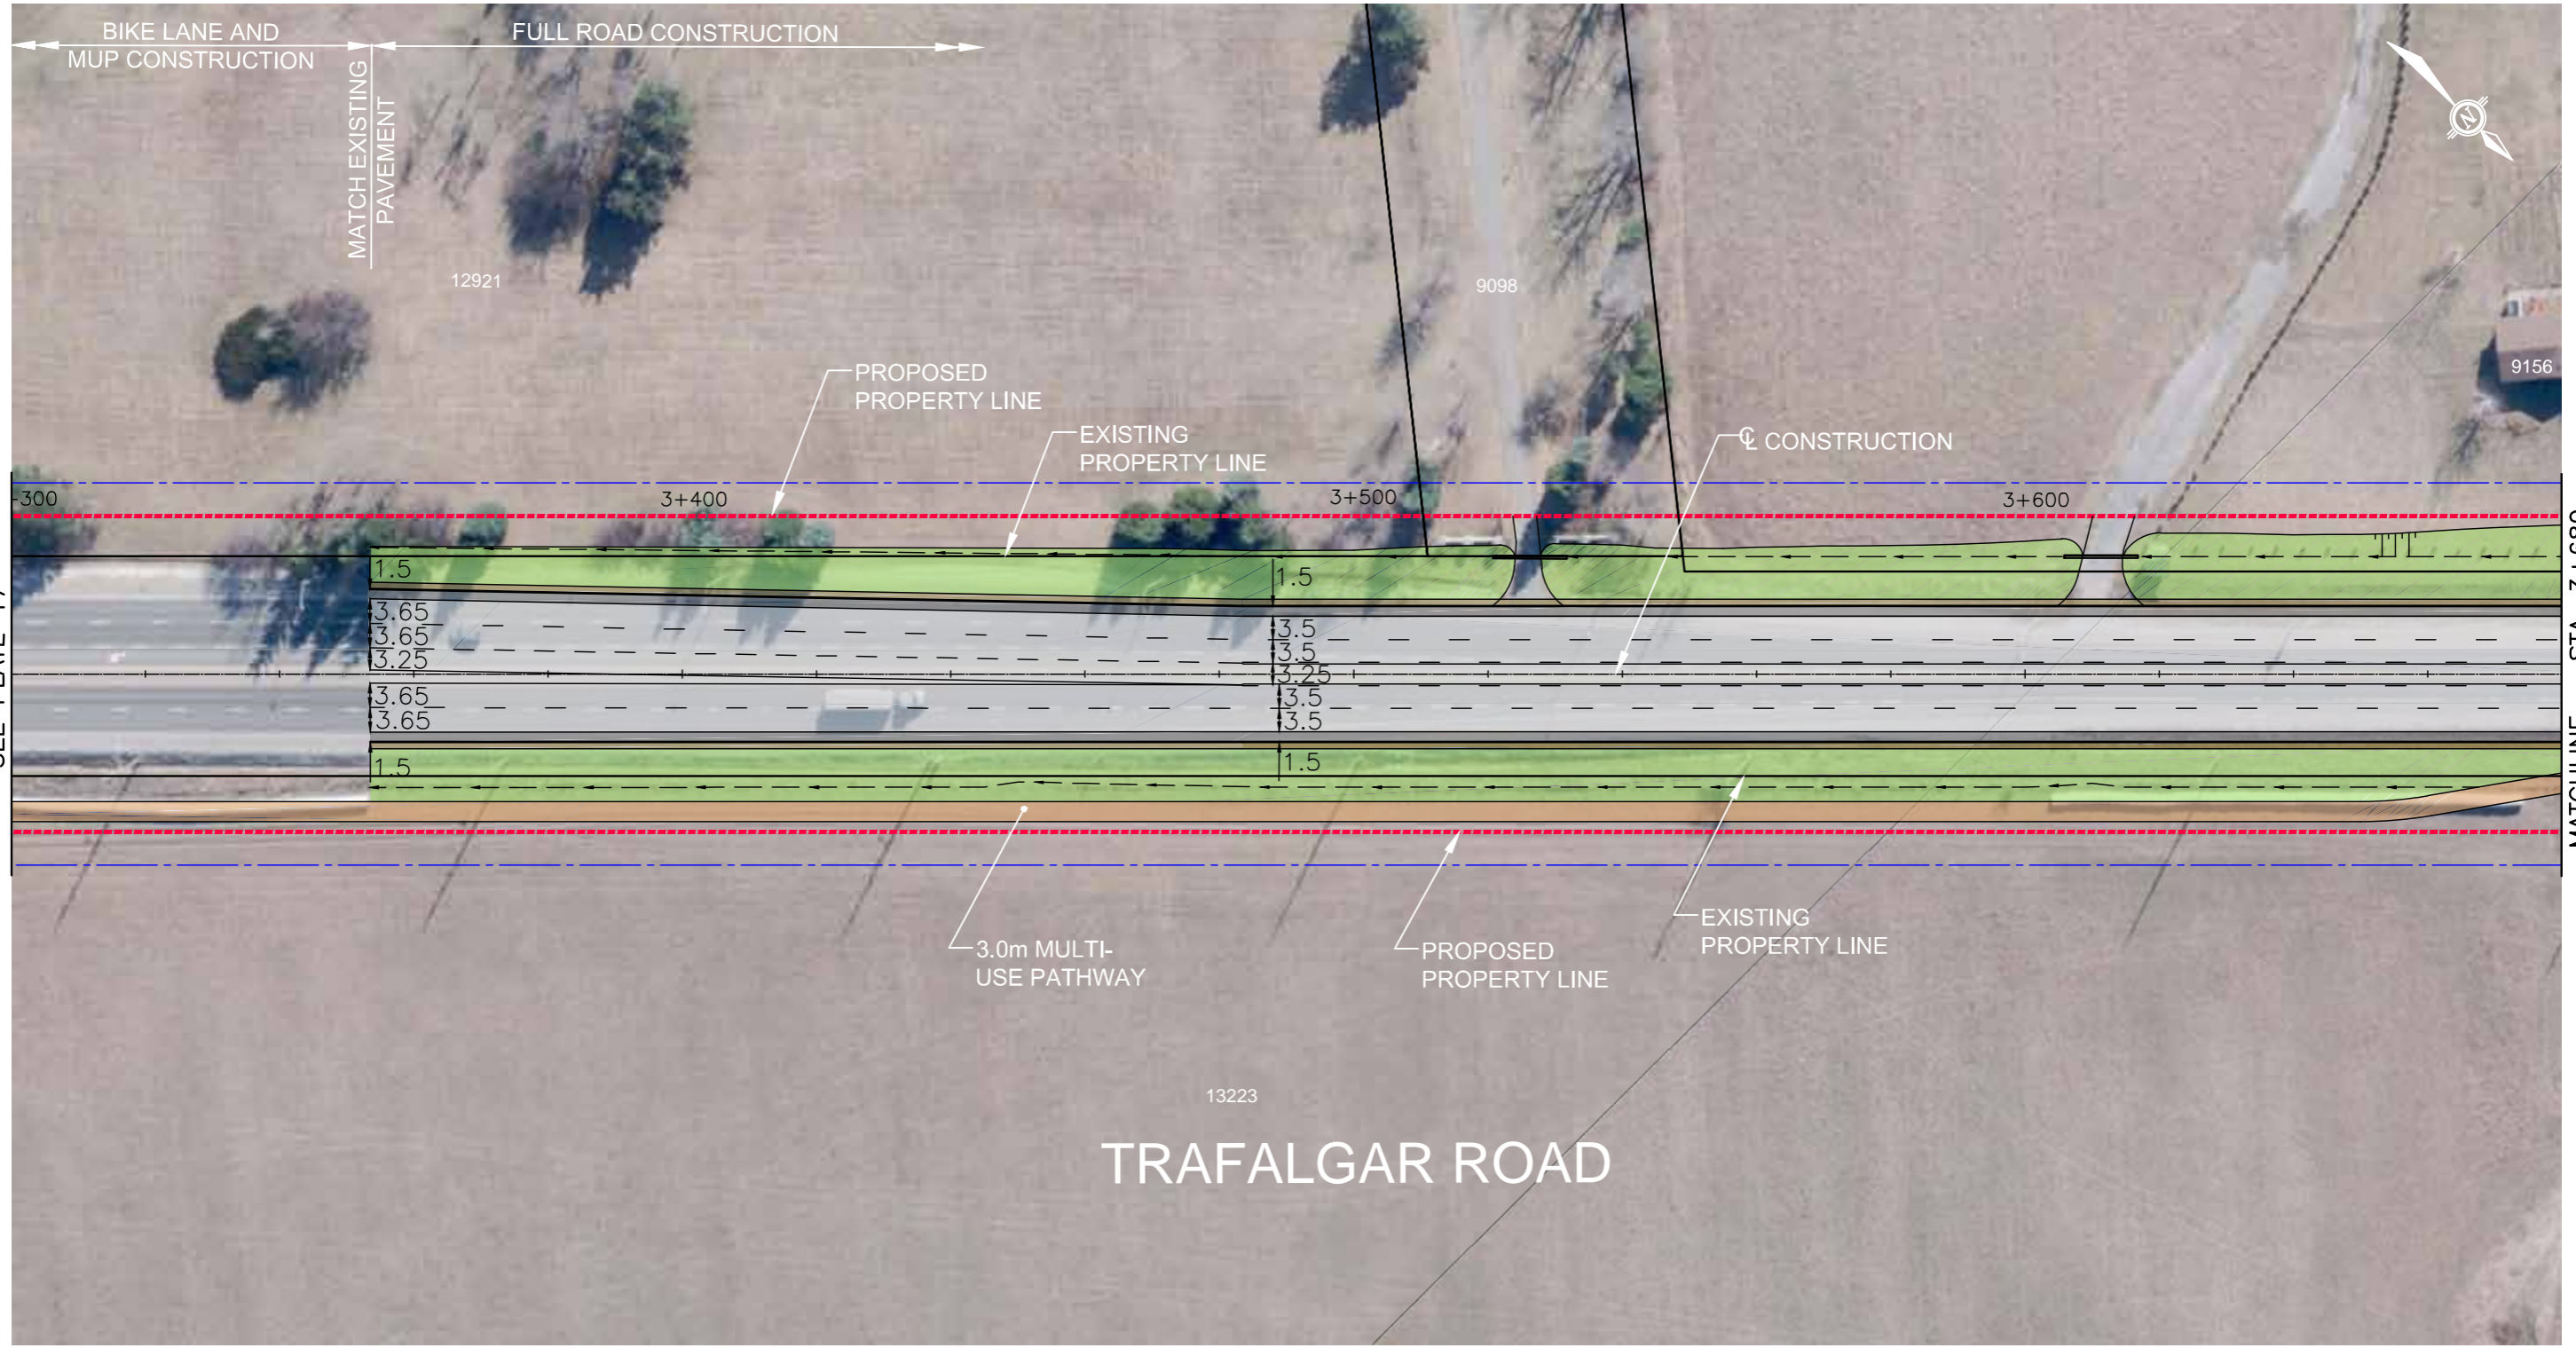 BIKE LANE AND
MUP CONSTRUCTION
FULL ROAD CONSTRUCTION
MATCH EXISTING
PAVEMENT
N
12921
9098
9156
PROPOSED
PROPERTY LINE
EXISTING
PROPERTY LINE
℄ CONSTRUCTION
300
3+400
3+500
3+600
1.5
1.5
3.65
3.65
3.25
3.5
3.5
3.25
3.65
3.65
3.5
3.5
1.5
1.5
MATCHLINE STA.
3.0m MULTI-
USE PATHWAY
PROPOSED
PROPERTY LINE
EXISTING
PROPERTY LINE
13223
TRAFALGAR ROAD